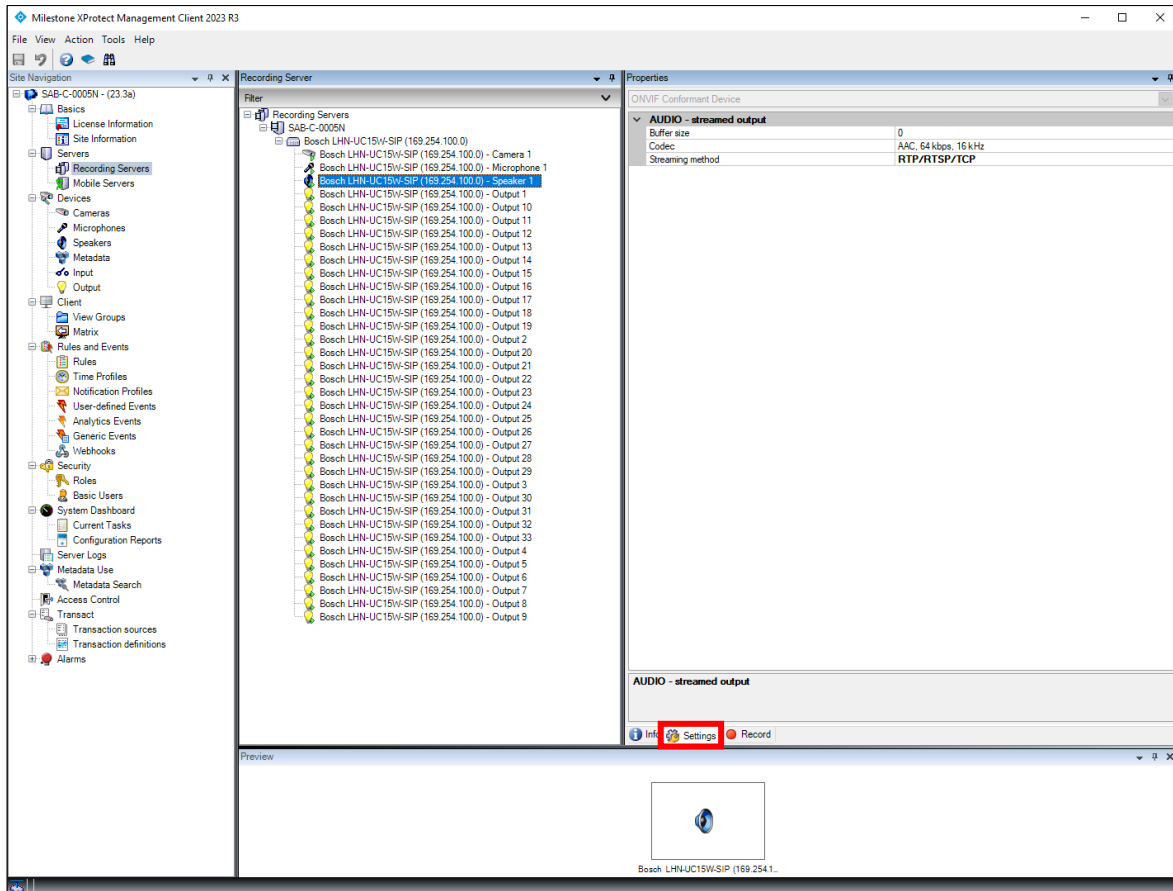 Milestone XProtect Management Client 2023 R3
File View Action Tools Help
Site Navigation
SAB-C-0005N - (23.3a)
Basics
License Information
Site Information
Servers
Recording Servers
Mobile Servers
Devices
Cameras
Microphones
Speakers
Metadata
Input
Output
Client
View Groups
Matrix
Rules and Events
Rules
Time Profiles
Notification Profiles
User-defined Events
Analytics Events
Generic Events
Webhooks
Security
Roles
Basic Users
System Dashboard
Current Tasks
Configuration Reports
Server Logs
Metadata Use
Metadata Search
Access Control
Transact
Transaction sources
Transaction definitions
Alarms
Recording Server
Filter
Recording Servers
SAB-C-0005N
Bosch LHN-UC15W-SIP (169.254.100.0)
Bosch LHN-UC15W-SIP (169.254.100.0) - Camera 1
Bosch LHN-UC15W-SIP (169.254.100.0) - Microphone 1
Bosch LHN-UC15W-SIP (169.254.100.0) - Speaker 1
Bosch LHN-UC15W-SIP (169.254.100.0) - Output 1
Bosch LHN-UC15W-SIP (169.254.100.0) - Output 10
Bosch LHN-UC15W-SIP (169.254.100.0) - Output 11
Bosch LHN-UC15W-SIP (169.254.100.0) - Output 12
Bosch LHN-UC15W-SIP (169.254.100.0) - Output 13
Bosch LHN-UC15W-SIP (169.254.100.0) - Output 14
Bosch LHN-UC15W-SIP (169.254.100.0) - Output 15
Bosch LHN-UC15W-SIP (169.254.100.0) - Output 16
Bosch LHN-UC15W-SIP (169.254.100.0) - Output 17
Bosch LHN-UC15W-SIP (169.254.100.0) - Output 18
Bosch LHN-UC15W-SIP (169.254.100.0) - Output 19
Bosch LHN-UC15W-SIP (169.254.100.0) - Output 2
Bosch LHN-UC15W-SIP (169.254.100.0) - Output 20
Bosch LHN-UC15W-SIP (169.254.100.0) - Output 21
Bosch LHN-UC15W-SIP (169.254.100.0) - Output 22
Bosch LHN-UC15W-SIP (169.254.100.0) - Output 23
Bosch LHN-UC15W-SIP (169.254.100.0) - Output 24
Bosch LHN-UC15W-SIP (169.254.100.0) - Output 25
Bosch LHN-UC15W-SIP (169.254.100.0) - Output 26
Bosch LHN-UC15W-SIP (169.254.100.0) - Output 27
Bosch LHN-UC15W-SIP (169.254.100.0) - Output 28
Bosch LHN-UC15W-SIP (169.254.100.0) - Output 29
Bosch LHN-UC15W-SIP (169.254.100.0) - Output 3
Bosch LHN-UC15W-SIP (169.254.100.0) - Output 30
Bosch LHN-UC15W-SIP (169.254.100.0) - Output 31
Bosch LHN-UC15W-SIP (169.254.100.0) - Output 32
Bosch LHN-UC15W-SIP (169.254.100.0) - Output 33
Bosch LHN-UC15W-SIP (169.254.100.0) - Output 4
Bosch LHN-UC15W-SIP (169.254.100.0) - Output 5
Bosch LHN-UC15W-SIP (169.254.100.0) - Output 6
Bosch LHN-UC15W-SIP (169.254.100.0) - Output 7
Bosch LHN-UC15W-SIP (169.254.100.0) - Output 8
Bosch LHN-UC15W-SIP (169.254.100.0) - Output 9
Properties
ONVIF Conformant Device
AUDIO - streamed output
Buffer size 0
Codec AAC, 64 kbps, 16 kHz
Streaming method RTP/RTSP/TCP
AUDIO - streamed output
Info Settings Record
Preview
Bosch LHN-UC15W-SIP (169.254.1...